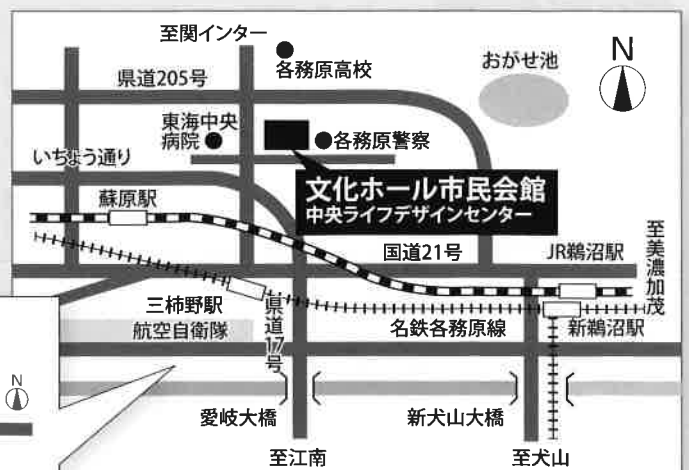 至関インター
各務原高校
おがせ池
N
県道205号
東海中央
病院
各務原警察
いちょう通り
文化ホール市民会館
中央ライフデザインセンター
蘇原駅
国道21号
JR鵜沼駅
至美濃加茂
三柿野駅
航空自衛隊
県道17号
名鉄各務原線
新鵜沼駅
N
愛岐大橋
新犬山大橋
至江南
至犬山